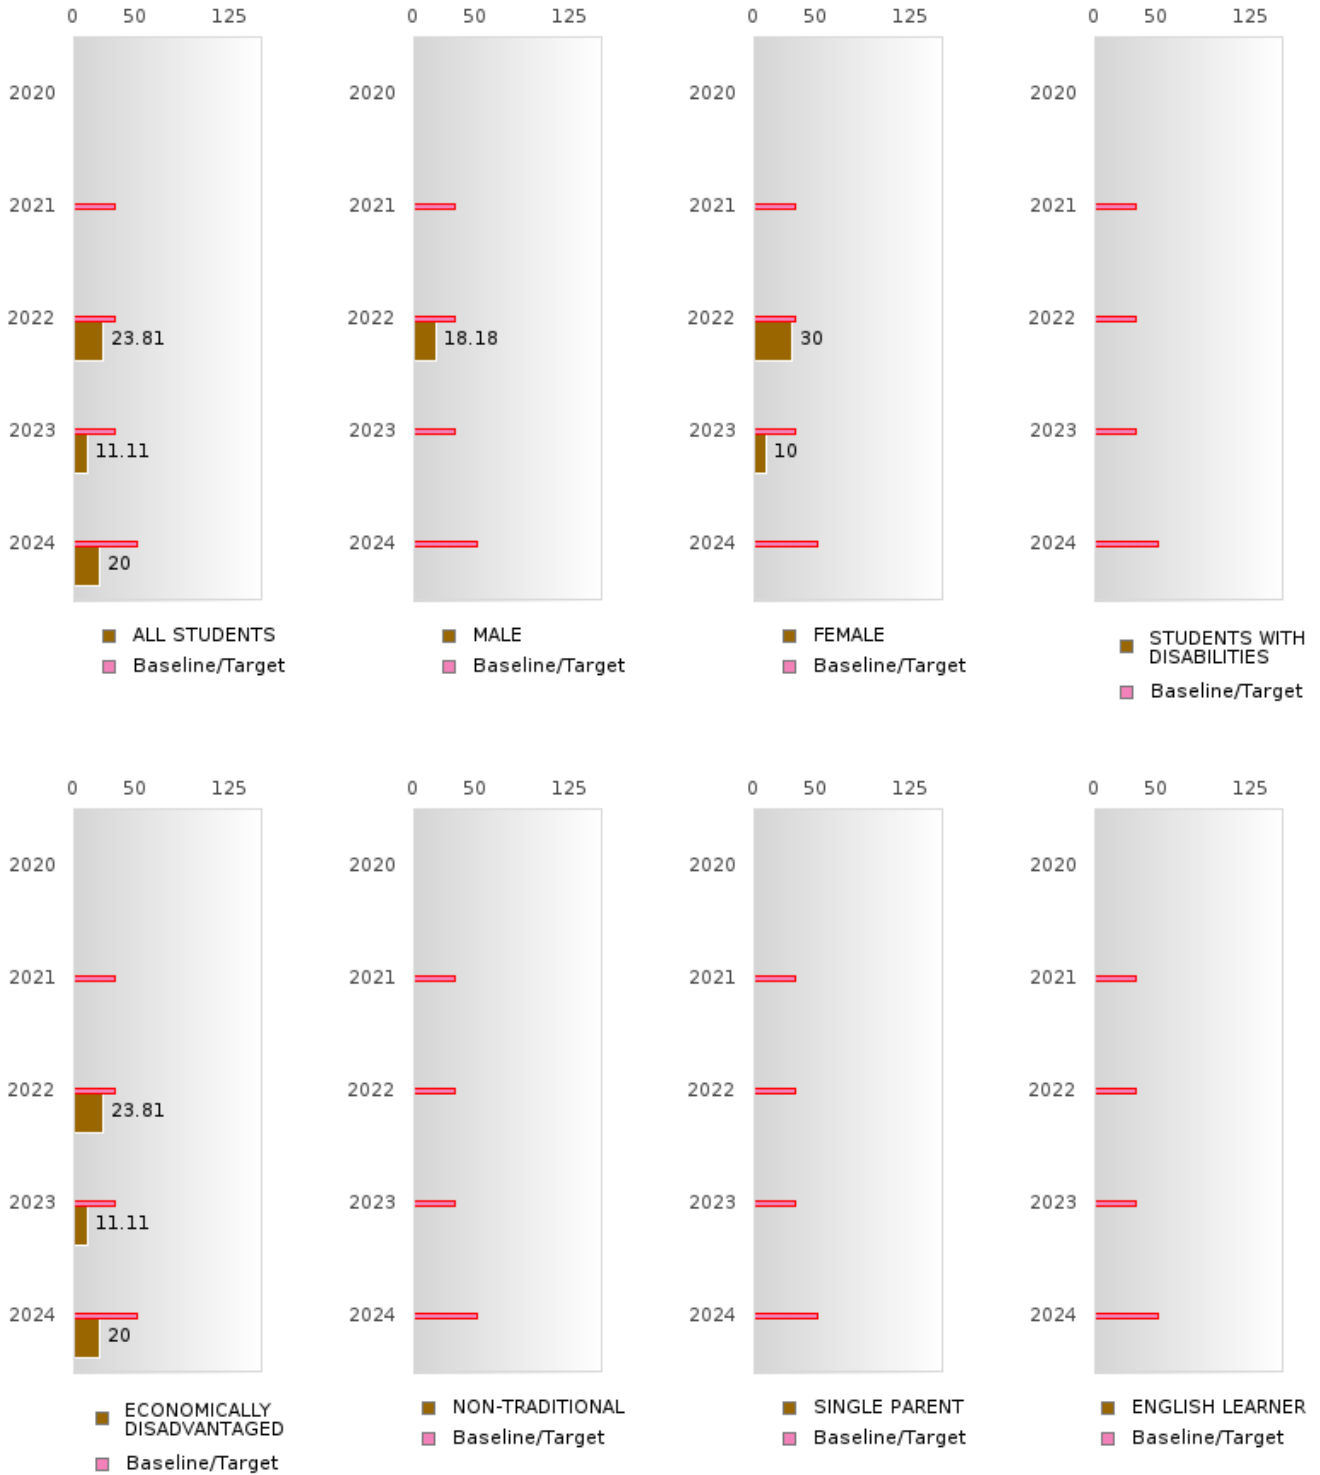 0 50 125 0 50 125 0 50 125 0 50 125
2020 2020 2020 2020
2021 2021 2021 2021
2022 2022 2022 2022
23.81 18.18 30
2023 2023 2023 2023
11.11 10
2024 2024 2024 2024
20
ALL STUDENTS MALE FEMALE STUDENTS WITH
DISABILITIES
Baseline/Target Baseline/Target Baseline/Target Baseline/Target
0 50 125 0 50 125 0 50 125 0 50 125
2020 2020 2020 2020
2021 2021 2021 2021
2022 2022 2022 2022
23.81
2023 2023 2023 2023
11.11
2024 2024 2024 2024
20
ECONOMICALLY NON-TRADITIONAL SINGLE PARENT ENGLISH LEARNER
DISADVANTAGED
Baseline/Target Baseline/Target Baseline/Target Baseline/Target